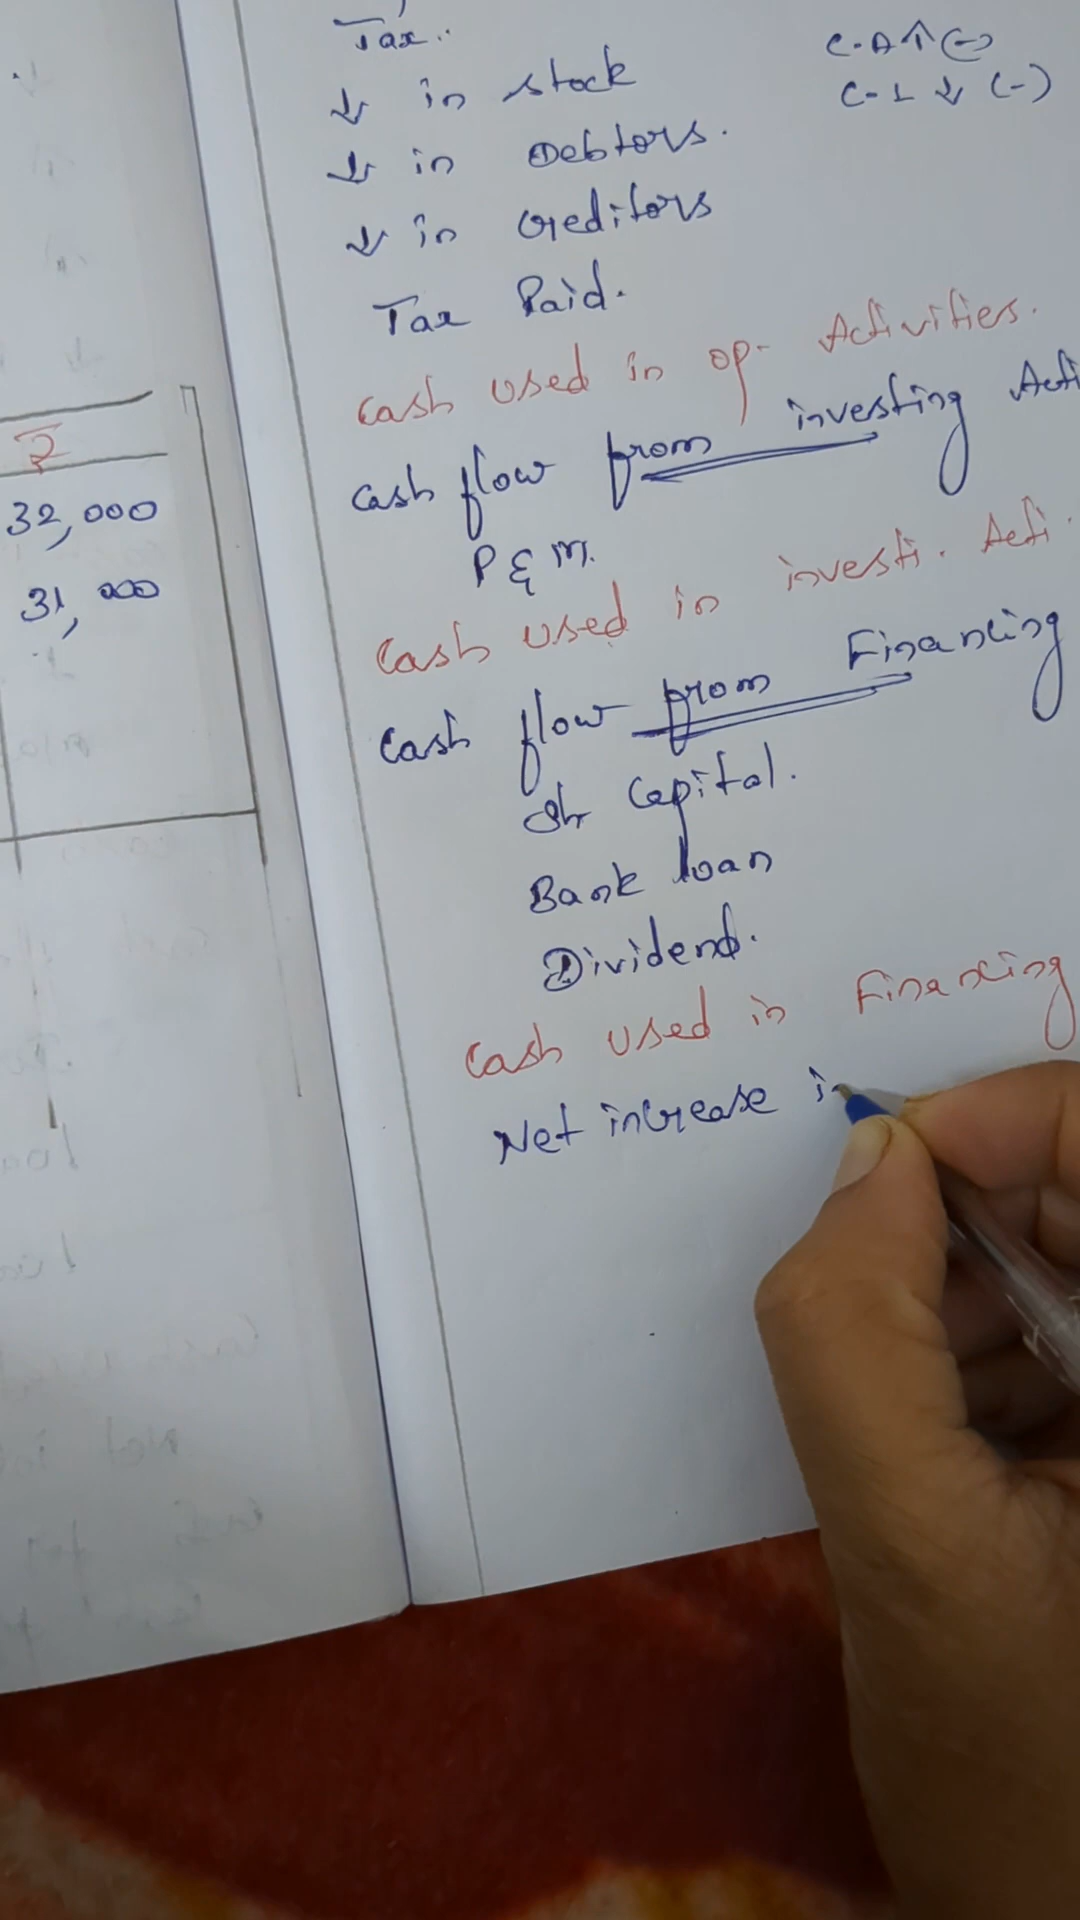 ₹
32,000
31,000
Tax.
↓ in stock
↓ in Debtors.
↓ in creditors
Tax Paid.
C.A ↑ (-)
C.L ↓ (-)
Cash used in op. Activities.
Cash flow from investing Acti
P & M.
Cash used in investi. Acti.
Cash flow from Financing
Sh Capital.
Bank loan
Dividend.
Cash used in Financing
Net increase i